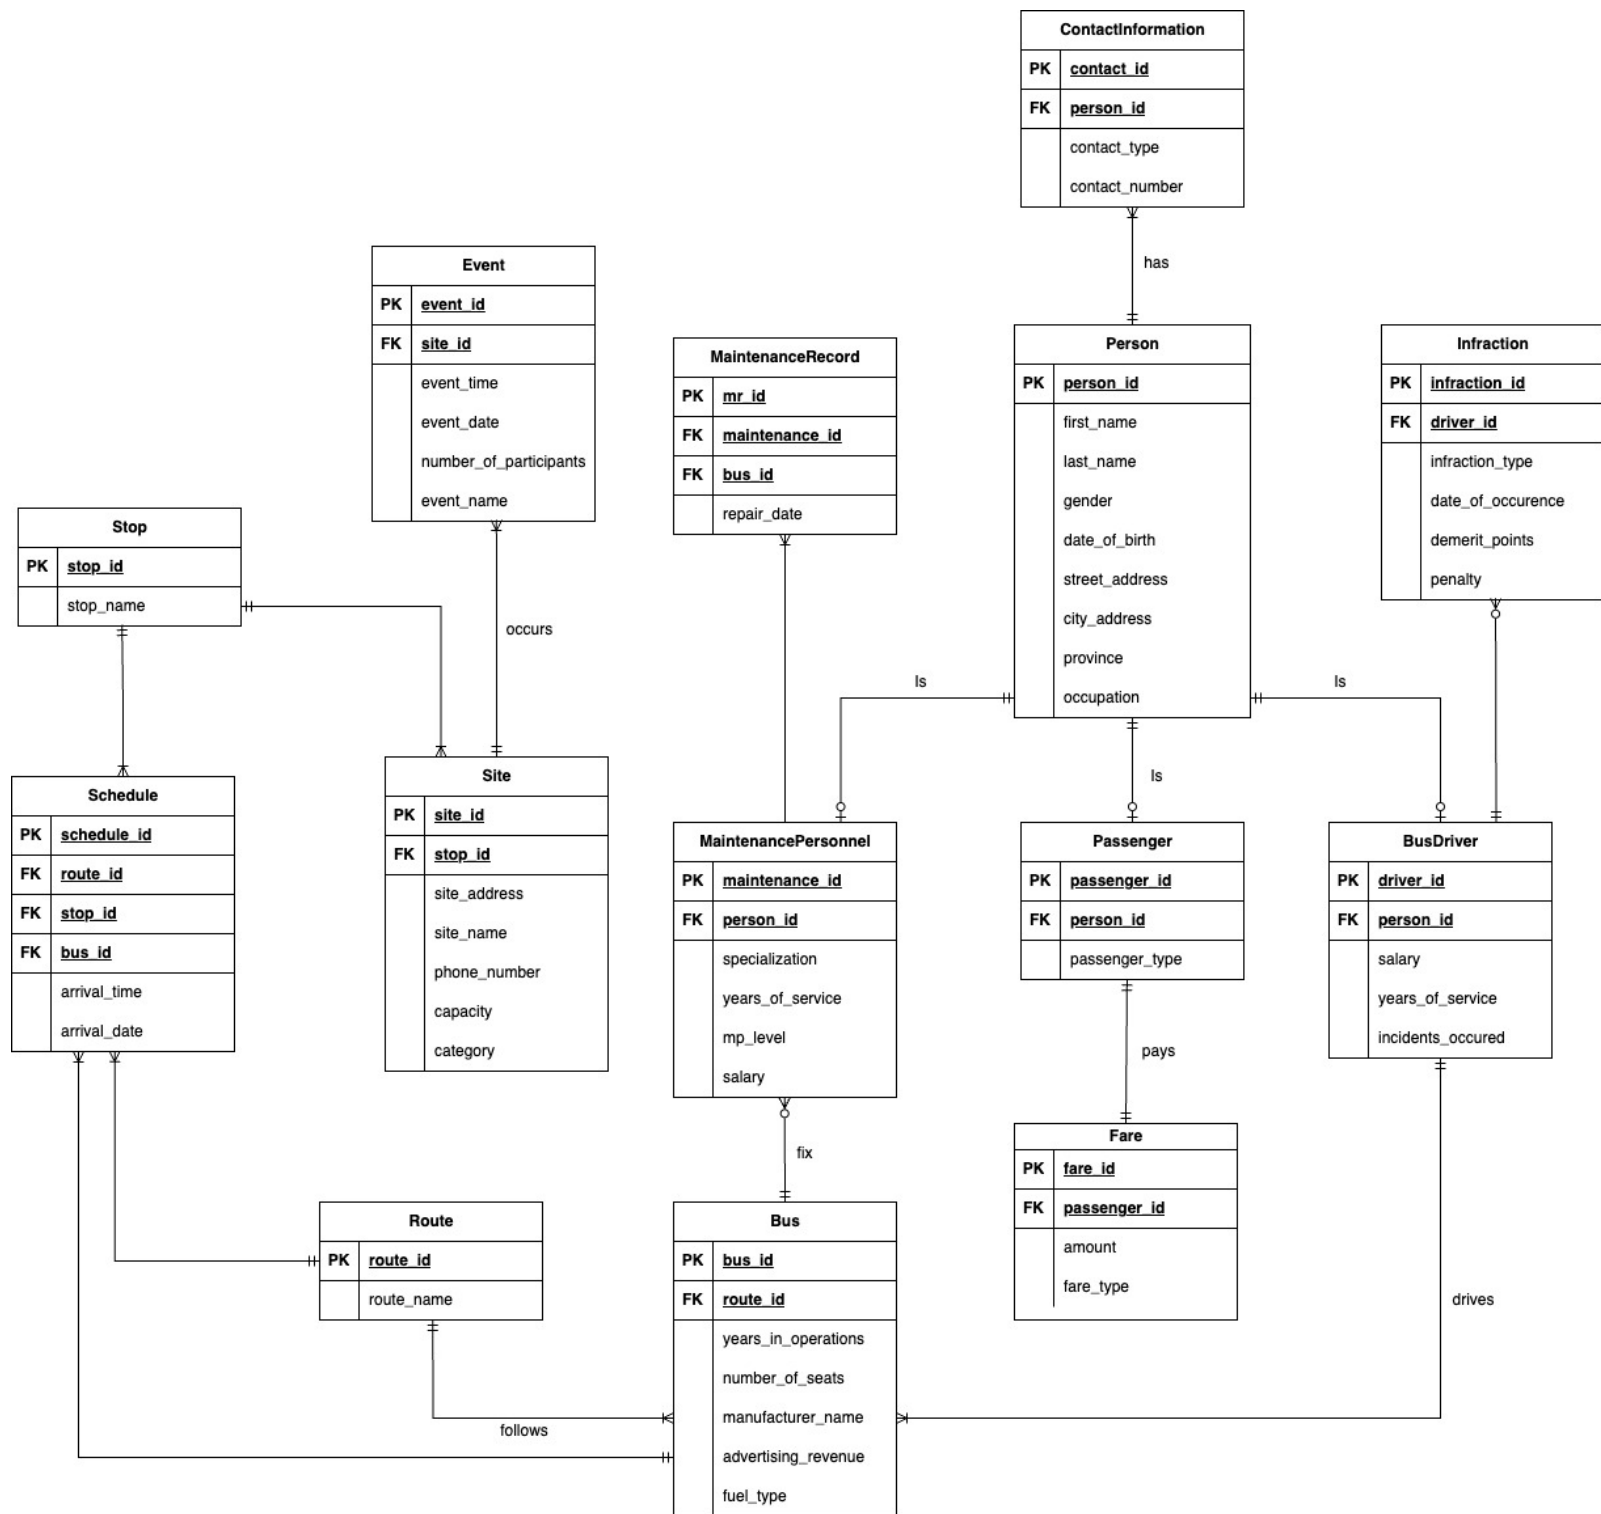 ContactInformation
PK contact_id
FK person_id
contact_type
contact_number
has
Event
PK event_id
FK site_id
event_time
event_date
number_of_participants
event_name
occurs
MaintenanceRecord
PK mr_id
FK maintenance_id
FK bus_id
repair_date
Person
PK person_id
first_name
last_name
gender
date_of_birth
street_address
city_address
province
occupation
Infraction
PK infraction_id
FK driver_id
infraction_type
date_of_occurence
demerit_points
penalty
Stop
PK stop_id
stop_name
Is
Is
Is
Schedule
PK schedule_id
FK route_id
FK stop_id
FK bus_id
arrival_time
arrival_date
Site
PK site_id
FK stop_id
site_address
site_name
phone_number
capacity
category
MaintenancePersonnel
PK maintenance_id
FK person_id
specialization
years_of_service
mp_level
salary
fix
Passenger
PK passenger_id
FK person_id
passenger_type
pays
BusDriver
PK driver_id
FK person_id
salary
years_of_service
incidents_occured
drives
Fare
PK fare_id
FK passenger_id
amount
fare_type
Route
PK route_id
route_name
follows
Bus
PK bus_id
FK route_id
years_in_operations
number_of_seats
manufacturer_name
advertising_revenue
fuel_type